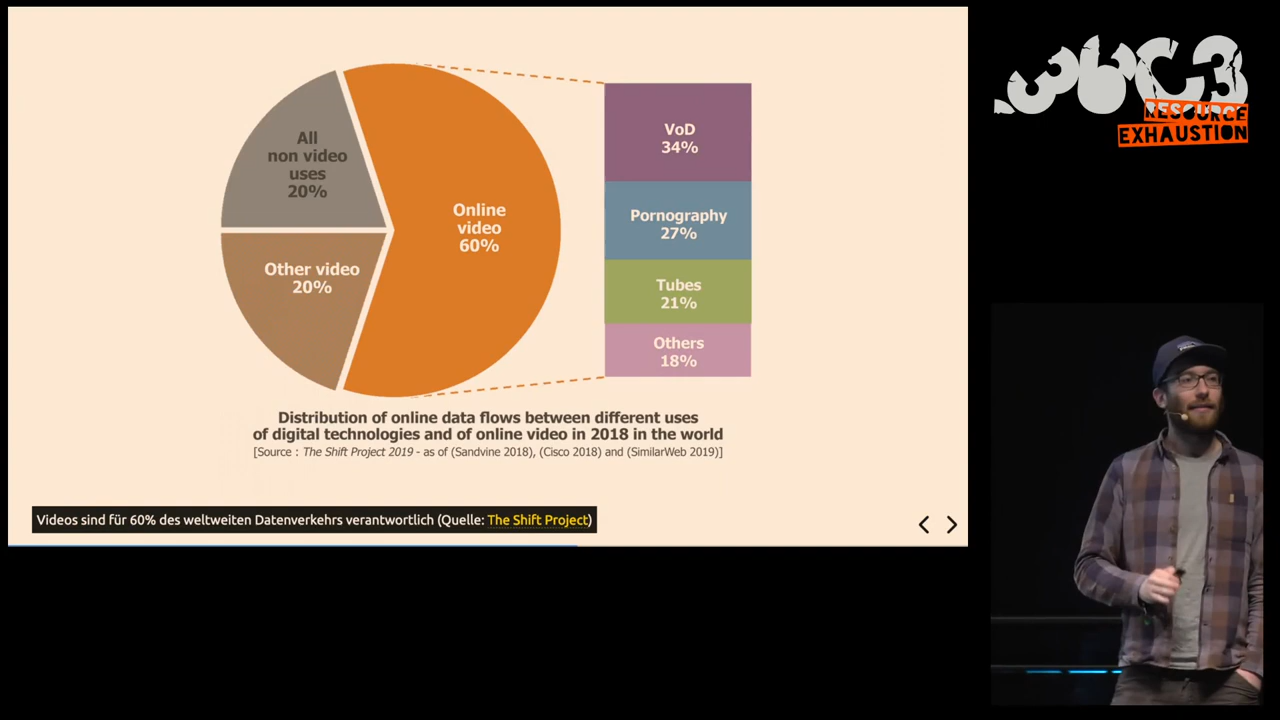 All
non video
uses
20%
Other video
20%
Online
video
60%
VoD
34%
Pornography
27%
Tubes
21%
Others
18%
Distribution of online data flows between different uses
of digital technologies and of online video in 2018 in the world
[Source : The Shift Project 2019 - as of (Sandvine 2018), (Cisco 2018) and (SimilarWeb 2019)]
Videos sind für 60% des weltweiten Datenverkehrs verantwortlich (Quelle: The Shift Project)
36C3
RESOURCE
EXHAUSTION